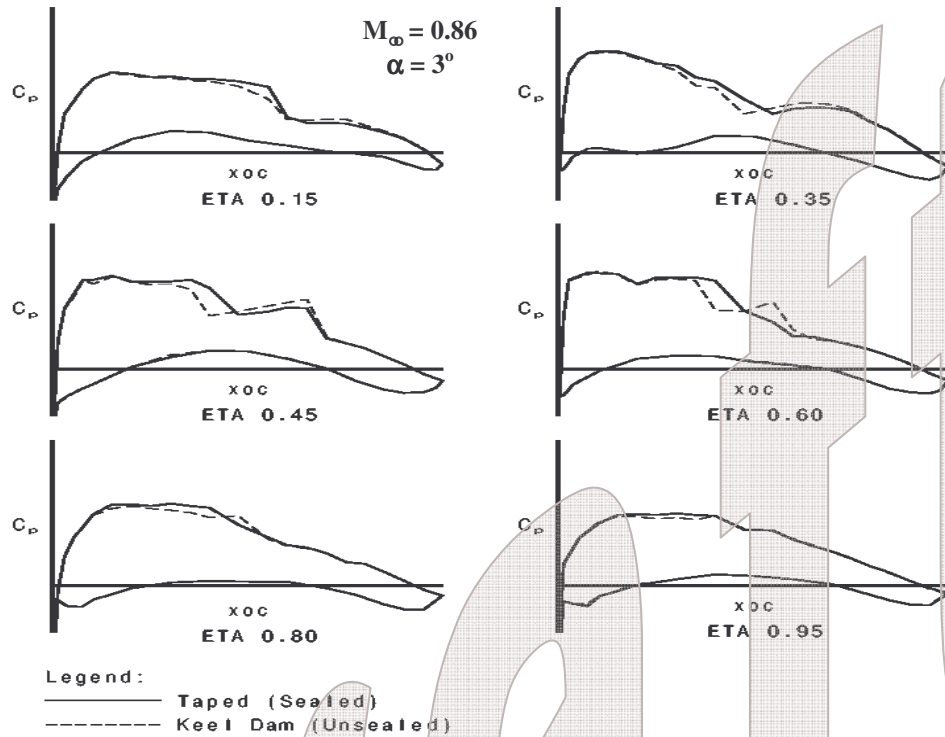 M∞ = 0.86
α = 3°
Cₚ
xoc
ETA 0.15
Cₚ
xoc
ETA 0.35
Cₚ
xoc
ETA 0.45
Cₚ
xoc
ETA 0.60
Cₚ
xoc
ETA 0.80
Cₚ
xoc
ETA 0.95
Legend:
Taped (Sealed)
Keel Dam (Unsealed)